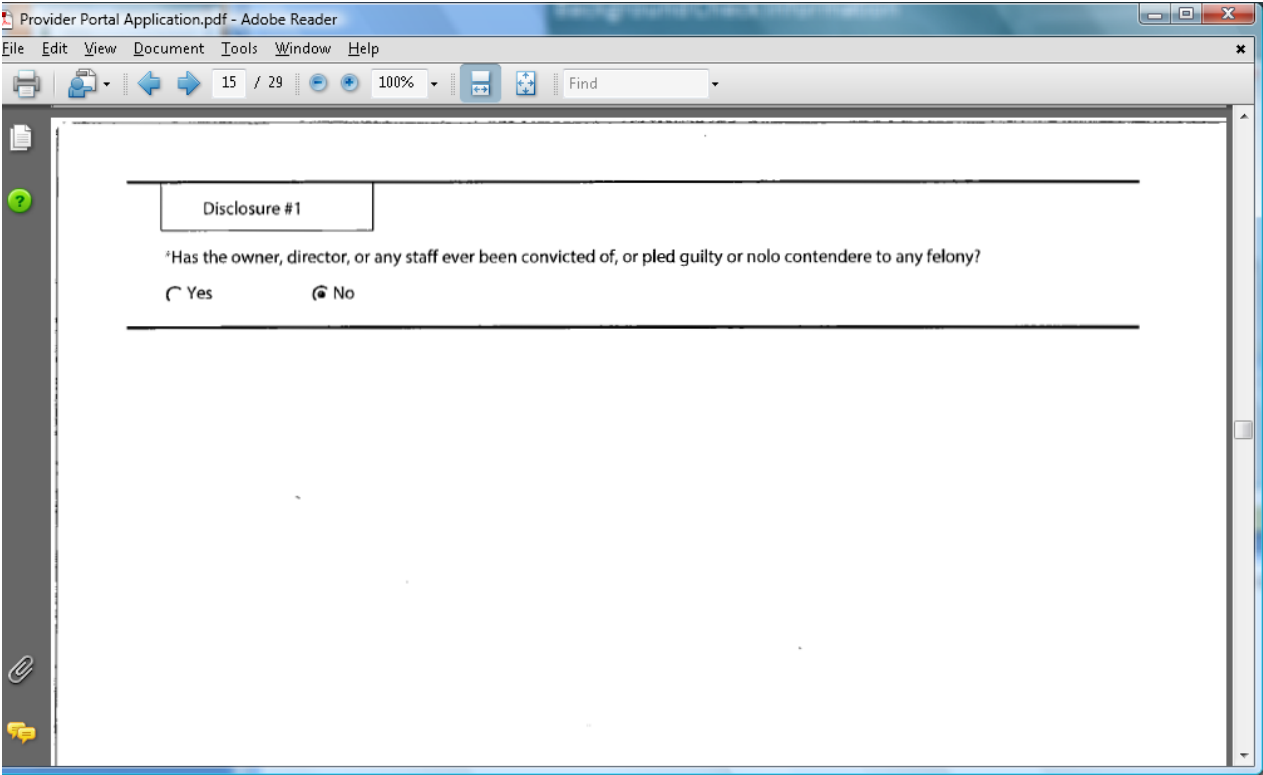 Provider Portal Application.pdf - Adobe Reader
File Edit View Document Tools Window Help
15 / 29 100% Find
Disclosure #1
*Has the owner, director, or any staff ever been convicted of, or pled guilty or nolo contendere to any felony?
Yes No